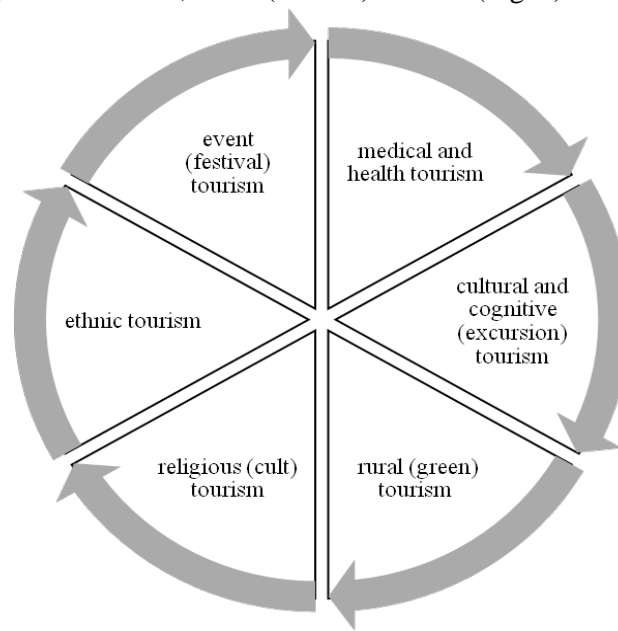 event
(festival)
tourism
medical and
health tourism
cultural and
cognitive
(excursion)
tourism
rural (green)
tourism
religious (cult)
tourism
ethnic tourism